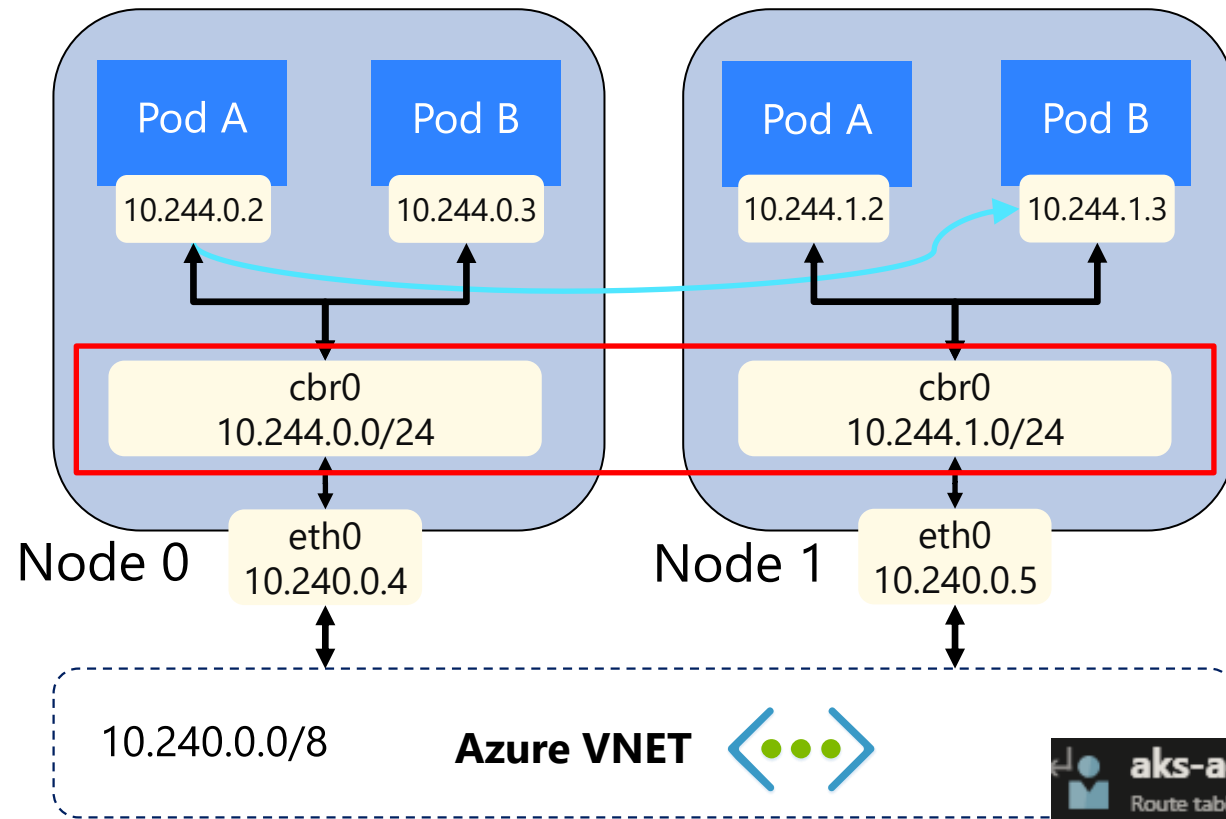 Pod A
Pod B
10.244.0.2
10.244.0.3
cbr0
10.244.0.0/24
eth0
10.240.0.4
Node 0
Pod A
Pod B
10.244.1.2
10.244.1.3
cbr0
10.244.1.0/24
eth0
10.240.0.5
Node 1
10.240.0.0/8
Azure VNET
aks-a
Route tab